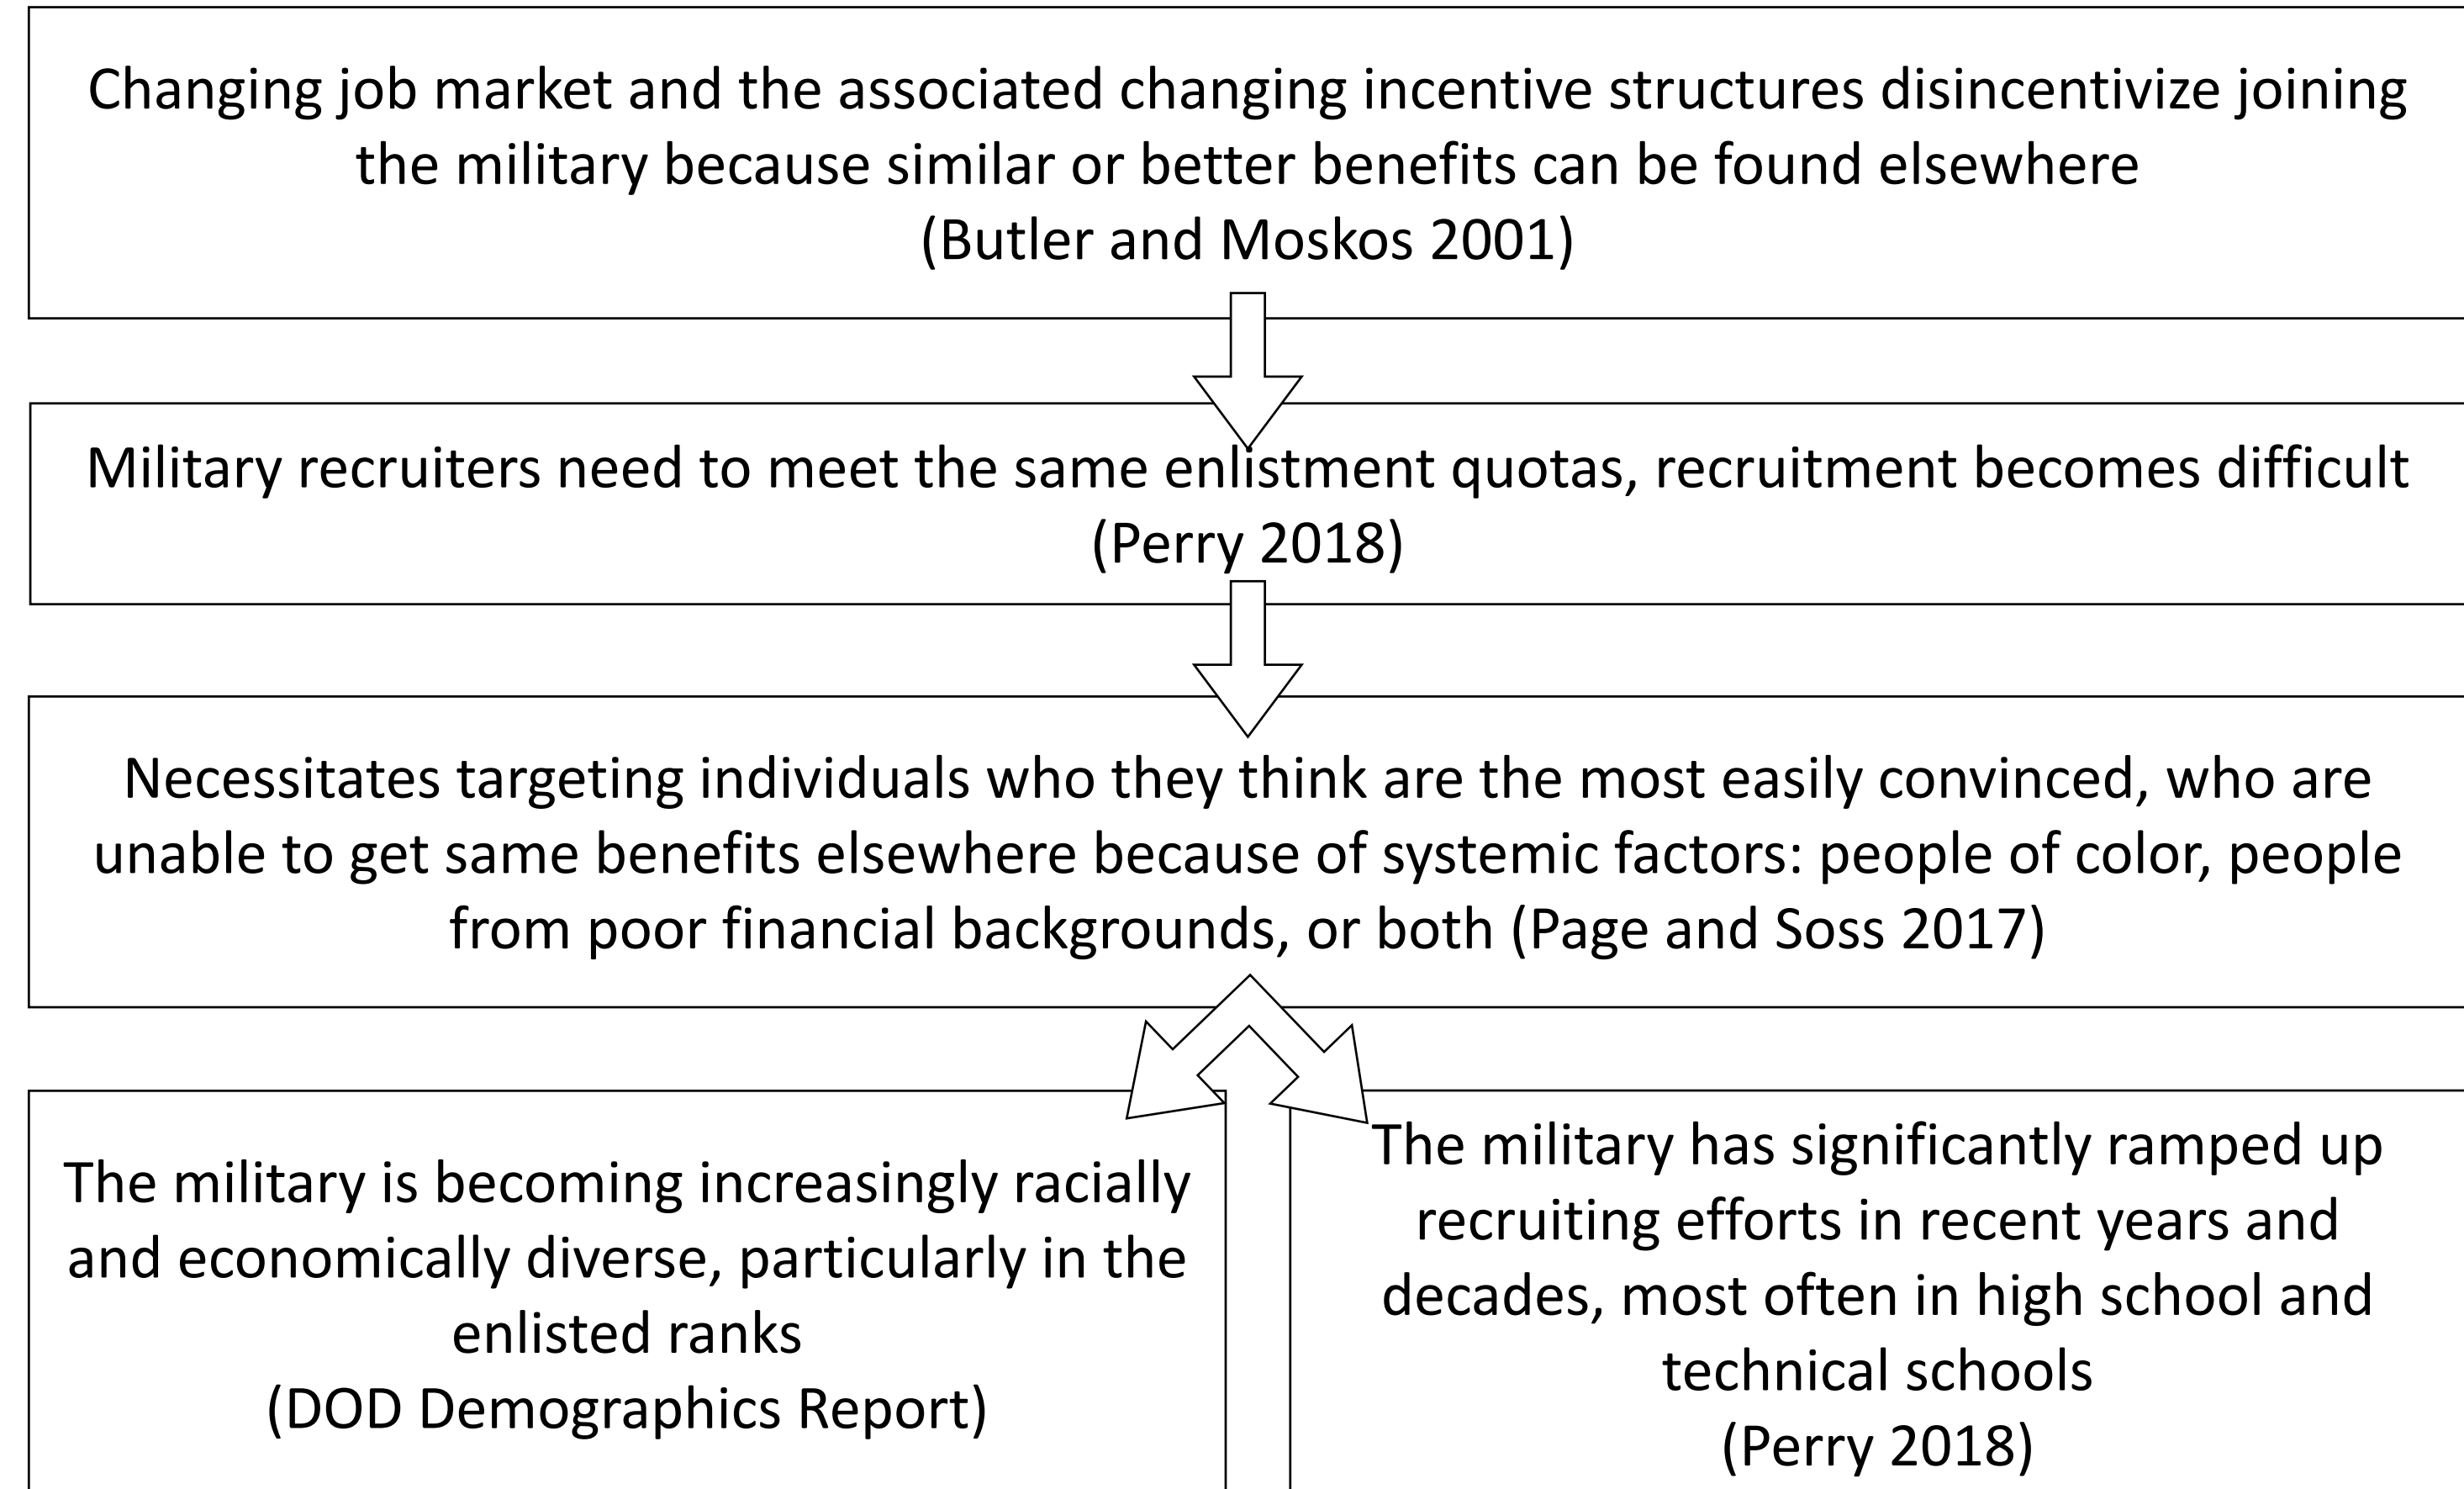 Changing job market and the associated changing incentive structures disincentivize joining
the military because similar or better benefits can be found elsewhere
(Butler and Moskos 2001)
Military recruiters need to meet the same enlistment quotas, recruitment becomes difficult
(Perry 2018)
Necessitates targeting individuals who they think are the most easily convinced, who are
unable to get same benefits elsewhere because of systemic factors: people of color, people
from poor financial backgrounds, or both (Page and Soss 2017)
The military is becoming increasingly racially
and economically diverse, particularly in the
enlisted ranks
(DOD Demographics Report)
The military has significantly ramped up
recruiting efforts in recent years and
decades, most often in high school and
technical schools
(Perry 2018)